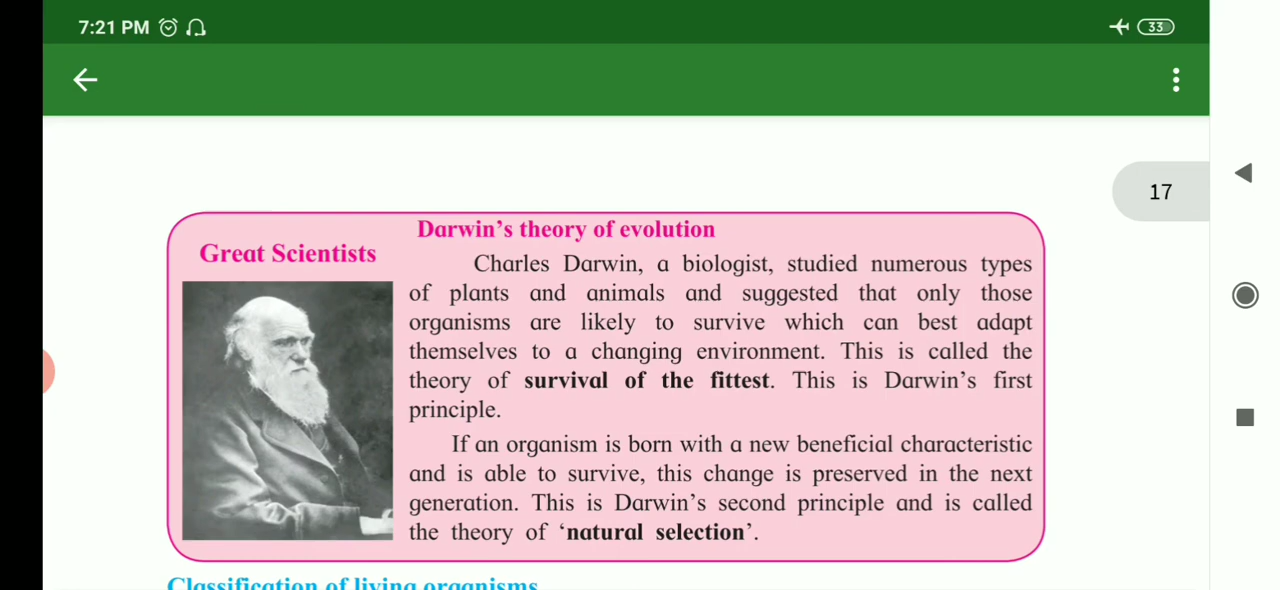 7:21 PM
33
17
Great Scientists
Darwin's theory of evolution
Charles Darwin, a biologist, studied numerous types
of plants and animals and suggested that only those
organisms are likely to survive which can best adapt
themselves to a changing environment. This is called the
theory of survival of the fittest. This is Darwin's first
principle.
If an organism is born with a new beneficial characteristic
and is able to survive, this change is preserved in the next
generation. This is Darwin's second principle and is called
the theory of ‘natural selection’.
Classification of living organisms